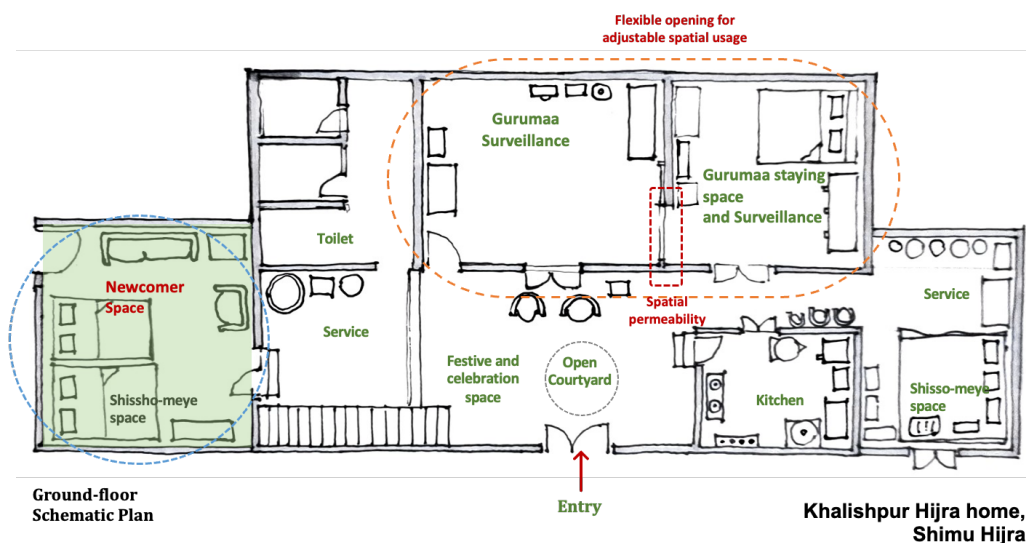 Flexible opening for
adjustable spatial usage
Gurumaa
Surveillance
Gurumaa staying
space
and Surveillance
Toilet
Newcomer
Space
Service
Spatial
permeability
Service
Festive and
celebration
space
Open
Courtyard
Shissho-meye
space
Kitchen
Shisso-meye
space
Entry
Ground-floor
Schematic Plan
Khalishpur Hijra home,
Shimu Hijra